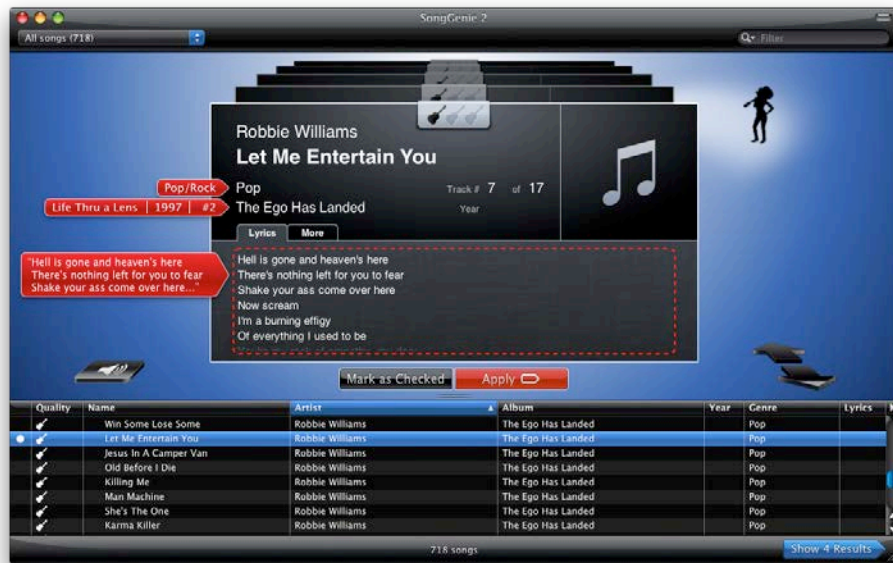 SongGenie 2
All songs (718)
Filter
Robbie Williams
Let Me Entertain You
Pop/Rock
Pop
Track # 7 of 17
Life Thru a Lens | 1997 | #2
The Ego Has Landed
Year
Lyrics More
"Hell is gone and heaven's here
There's nothing left for you to fear
Shake your ass come over here..."
Hell is gone and heaven's here
There's nothing left for you to fear
Shake your ass come over here
Now scream
I'm a burning effigy
Of everything I used to be
Mark as Checked Apply
Quality Name Artist Album Year Genre Lyrics
Win Some Lose Some Robbie Williams The Ego Has Landed Pop
Let Me Entertain You Robbie Williams The Ego Has Landed Pop
Jesus In A Camper Van Robbie Williams The Ego Has Landed Pop
Old Before I Die Robbie Williams The Ego Has Landed Pop
Killing Me Robbie Williams The Ego Has Landed Pop
Man Machine Robbie Williams The Ego Has Landed Pop
She's The One Robbie Williams The Ego Has Landed Pop
Karma Killer Robbie Williams The Ego Has Landed Pop
718 songs
Show 4 Results